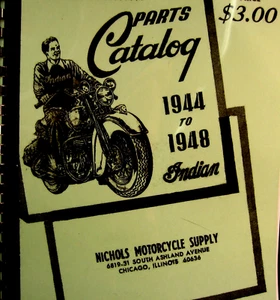 $3.00
PARTS
Catalog
1944
TO
1948
Indian
NICHOLS MOTORCYCLE SUPPLY
6819-21 SOUTH ASHLAND AVENUE
CHICAGO, ILLINOIS 60636